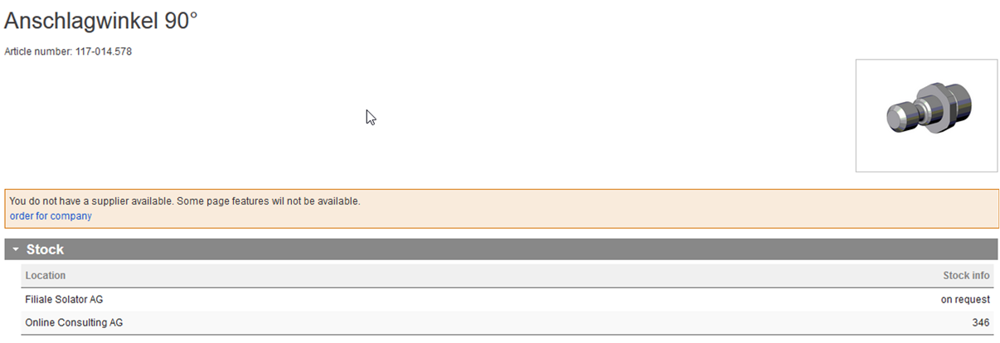 Anschlagwinkel 90°
Article number: 117-014.578
You do not have a supplier available. Some page features wil not be available.
order for company
Stock
Location Stock info
Filiale Solator AG on request
Online Consulting AG 346